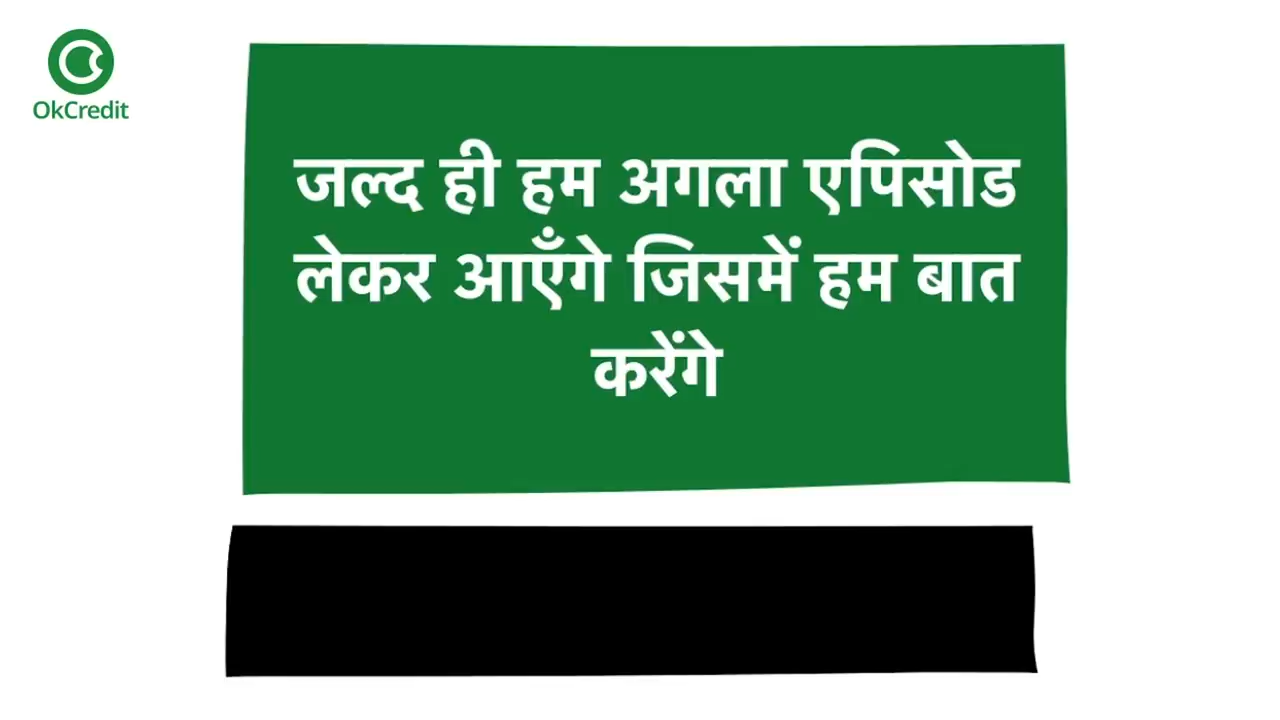 OkCredit
जल्द ही हम अगला एपिसोड
लेकर आएँगे जिसमें हम बात
करेंगे